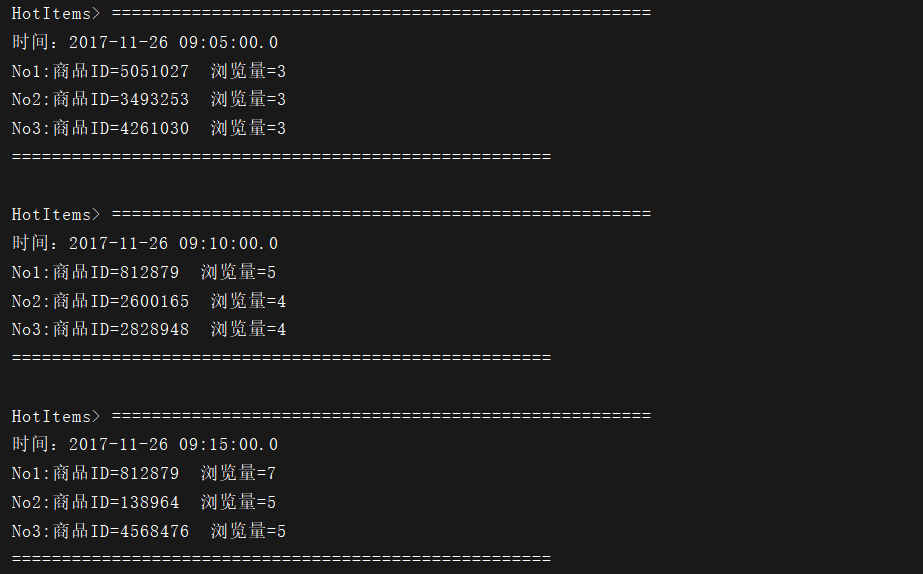 HotItems> ======================================================
时间：2017-11-26 09:05:00.0
No1:商品ID=5051027  浏览量=3
No2:商品ID=3493253  浏览量=3
No3:商品ID=4261030  浏览量=3
======================================================
HotItems> ======================================================
时间：2017-11-26 09:10:00.0
No1:商品ID=812879  浏览量=5
No2:商品ID=2600165  浏览量=4
No3:商品ID=2828948  浏览量=4
======================================================
HotItems> ======================================================
时间：2017-11-26 09:15:00.0
No1:商品ID=812879  浏览量=7
No2:商品ID=138964  浏览量=5
No3:商品ID=4568476  浏览量=5
======================================================